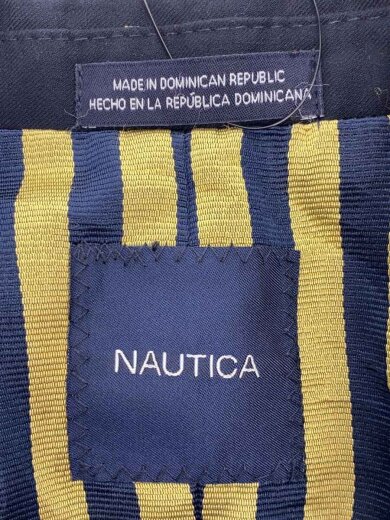 MADE IN DOMINICAN REPUBLIC
HECHO EN LA REPÚBLICA DOMINICANA
NAUTICA